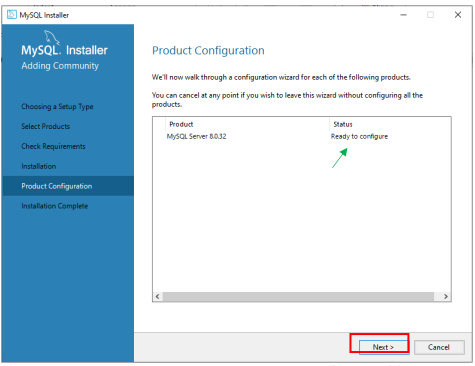 MySQL Installer
MySQL. Installer
Adding Community
Choosing a Setup Type
Select Products
Check Requirements
Installation
Product Configuration
Installation Complete
Product Configuration
We'll now walk through a configuration wizard for each of the following products.
You can cancel at any point if you wish to leave this wizard without configuring all the
products.
Product Status
MySQL Server 8.0.32 Ready to configure
Next > Cancel